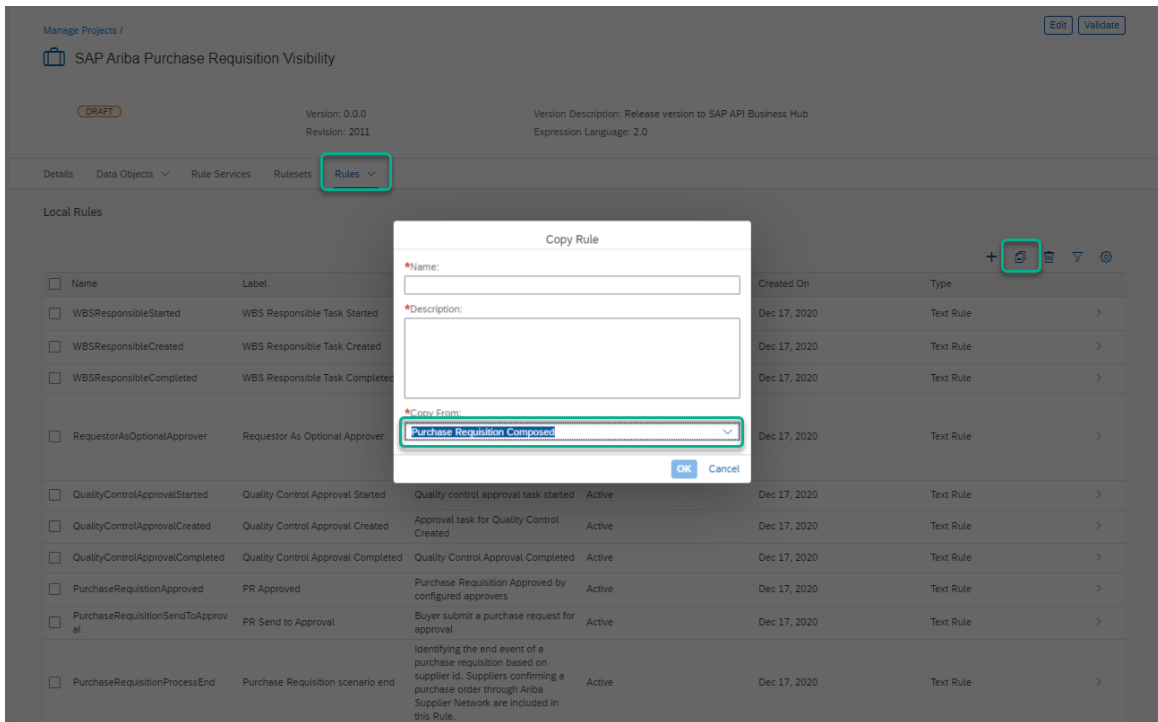 Manage Projects /
Edit
Validate
SAP Ariba Purchase Requisition Visibility
DRAFT
Version: 0.0.0
Version Description: Release version to SAP API Business Hub
Revision: 2011
Expression Language: 2.0
Details
Data Objects
Rule Services
Rulesets
Rules
Local Rules
Copy Rule
*Name:
*Description:
*Copy From:
Purchase Requisition Composed
OK
Cancel
Name
Label
Created On
Type
WBSResponsibleStarted
WBS Responsible Task Started
Dec 17, 2020
Text Rule
WBSResponsibleCreated
WBS Responsible Task Created
Dec 17, 2020
Text Rule
WBSResponsibleCompleted
WBS Responsible Task Completed
Dec 17, 2020
Text Rule
RequestorAsOptionalApprover
Requestor As Optional Approver
Dec 17, 2020
Text Rule
QualityControlApprovalStarted
Quality Control Approval Started
Quality control approval task started
Active
Dec 17, 2020
Text Rule
QualityControlApprovalCreated
Quality Control Approval Created
Approval task for Quality Control
Created
Active
Dec 17, 2020
Text Rule
QualityControlApprovalCompleted
Quality Control Approval Completed
Quality Control Approval Completed
Active
Dec 17, 2020
Text Rule
PurchaseRequistionApproved
PR Approved
Purchase Requisition Approved by
configured approvers
Active
Dec 17, 2020
Text Rule
PurchaseRequisitionSendToApprov
al
PR Send to Approval
Buyer submit a purchase request for
approval
Active
Dec 17, 2020
Text Rule
PurchaseRequisitionProcessEnd
Purchase Requisition scenario end
Identifying the end event of a
purchase requisition based on
supplier id. Suppliers confirming a
purchase order through Ariba
Supplier Network are included in
this Rule.
Active
Dec 17, 2020
Text Rule